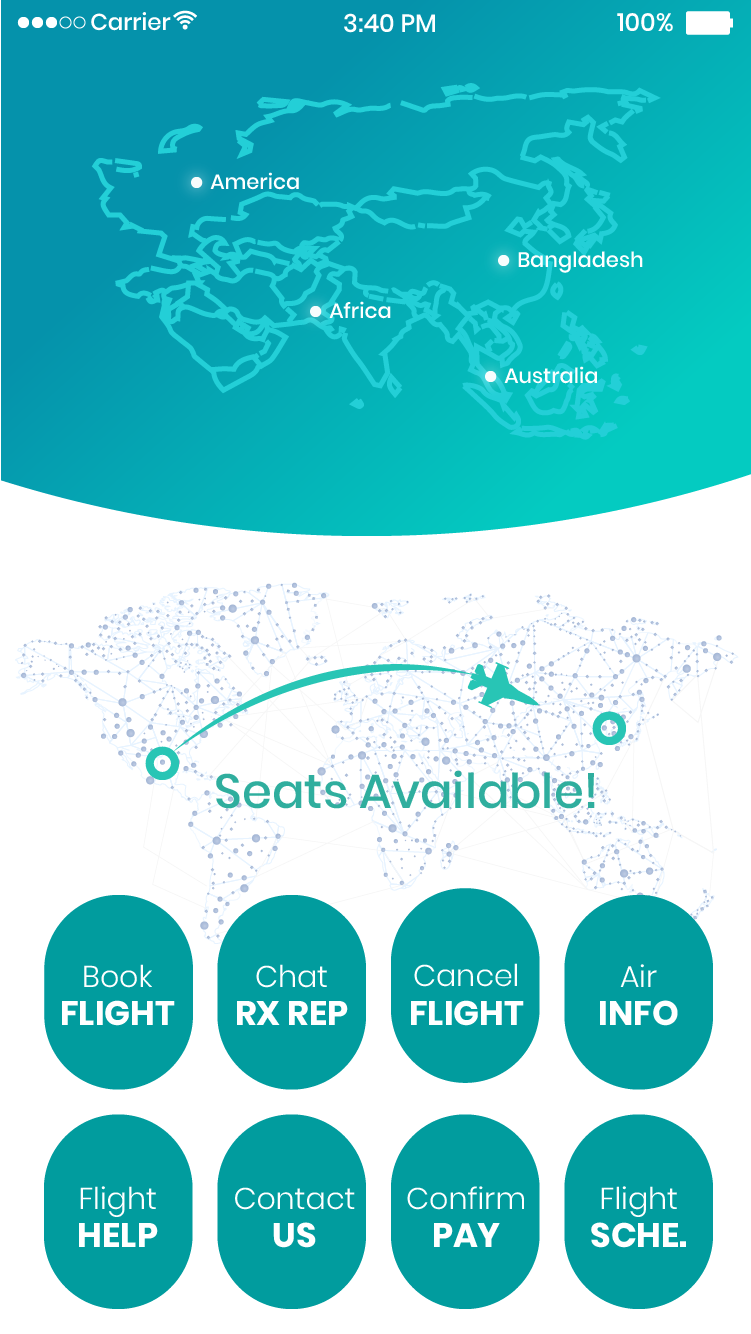 Carrier 3:40 PM 100%
America
Bangladesh
Africa
Australia
Seats Available!
Book
FLIGHT
Chat
RX REP
Cancel
FLIGHT
Air
INFO
Flight
HELP
Contact
US
Confirm
PAY
Flight
SCHE.